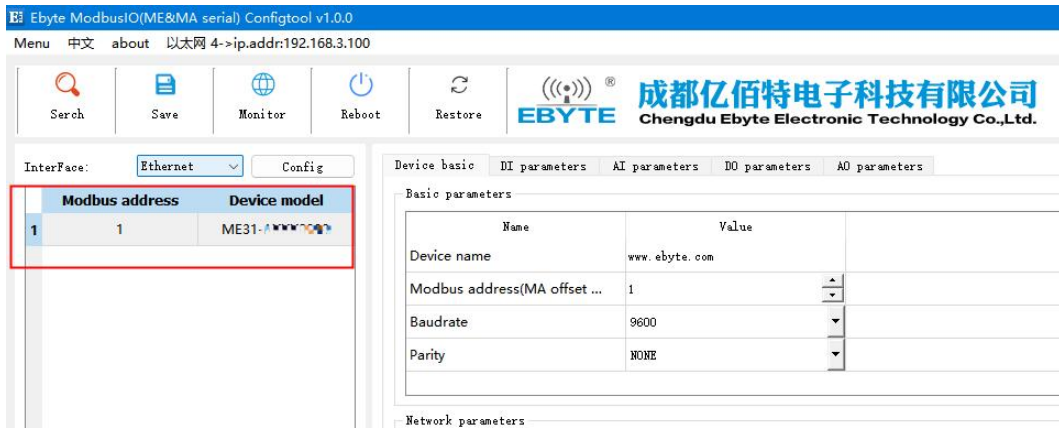 Ebyte ModbusIO(ME&MA serial) Configtool v1.0.0
Menu 中文 about 以太网 4->ip.addr:192.168.3.100
Serch Save Monitor Reboot Restore
EBYTE ®
成都亿佰特电子科技有限公司
Chengdu Ebyte Electronic Technology Co.,Ltd.
InterFace: Ethernet Config
Modbus address Device model
1 1 ME31-
Device basic DI parameters AI parameters DO parameters AO parameters
Basic parameters
Name Value
Device name www.ebyte.com
Modbus address(MA offset ... 1
Baudrate 9600
Parity NONE
Network parameters